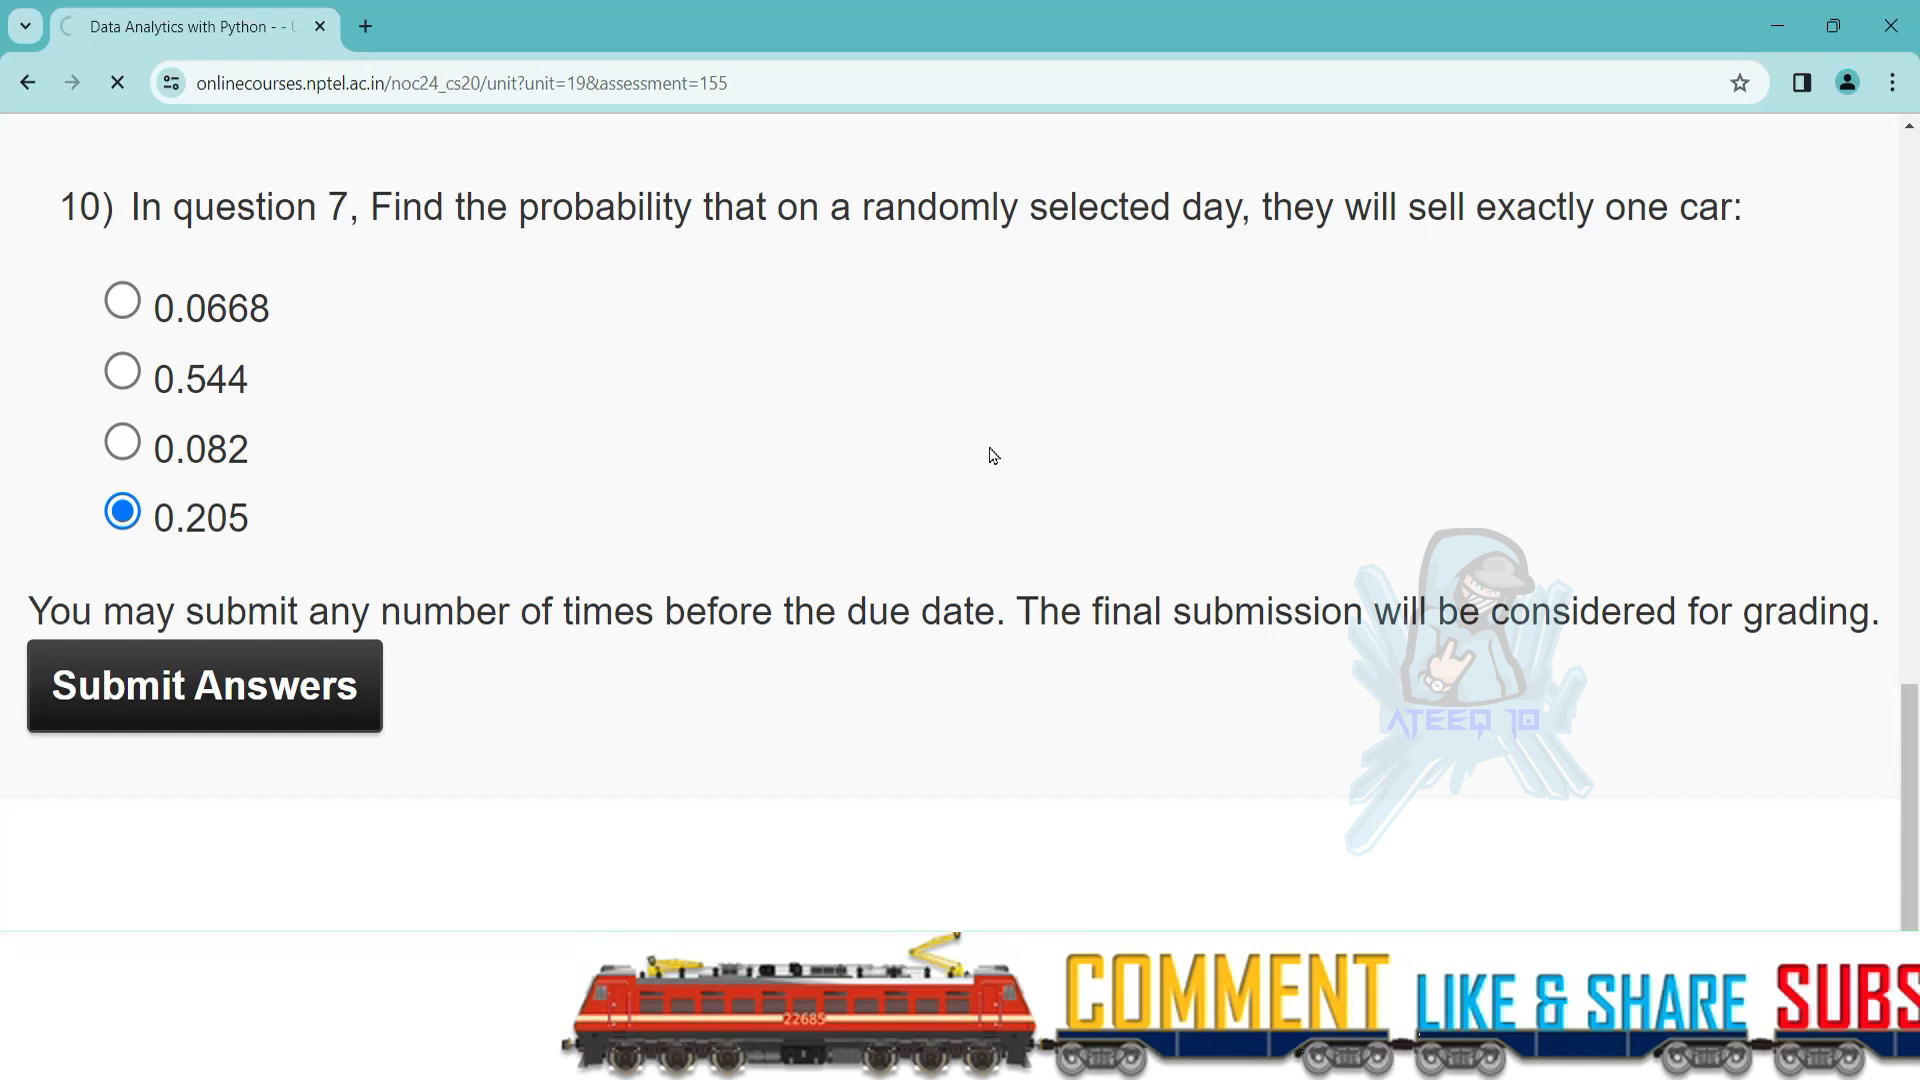 Data Analytics with Python - -
onlinecourses.nptel.ac.in/noc24_cs20/unit?unit=19&assessment=155
10) In question 7, Find the probability that on a randomly selected day, they will sell exactly one car:
0.0668
0.544
0.082
0.205
You may submit any number of times before the due date. The final submission will be considered for grading.
Submit Answers
ATEEQ 10
22685
COMMENT
LIKE & SHARE
SUBS